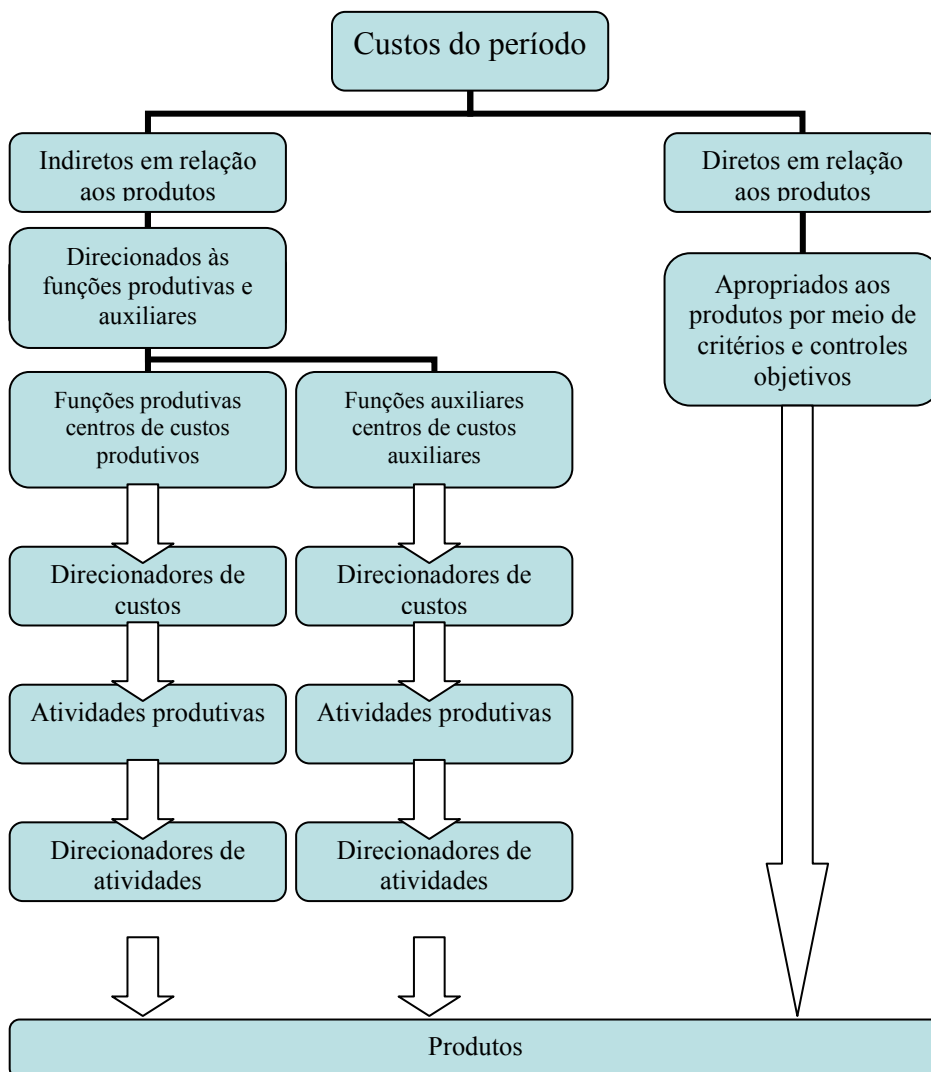 Custos do período
Indiretos em relação
aos produtos
Diretos em relação
aos produtos
Direcionados às
funções produtivas e
auxiliares
Apropriados aos
produtos por meio de
critérios e controles
objetivos
Funções produtivas
centros de custos
produtivos
Funções auxiliares
centros de custos
auxiliares
Direcionadores de
custos
Direcionadores de
custos
Atividades produtivas
Atividades produtivas
Direcionadores de
atividades
Direcionadores de
atividades
Produtos